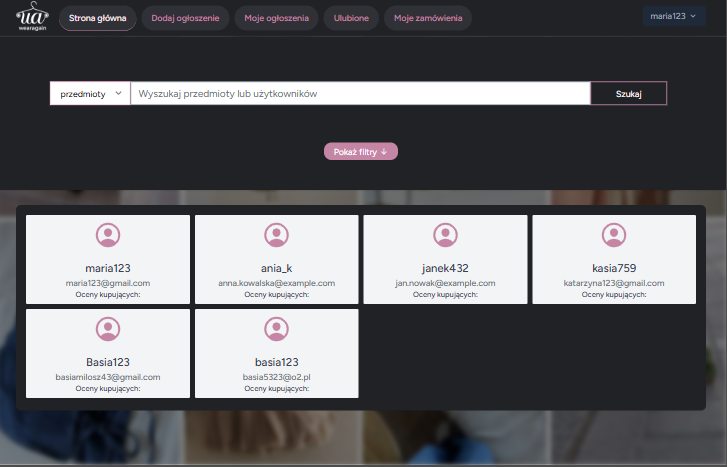 ua
wearagain
Strona główna
Dodaj ogłoszenie
Moje ogłoszenia
Ulubione
Moje zamówienia
maria123
przedmioty
Wyszukaj przedmioty lub użytkowników
Szukaj
Pokaż filtry ↓
maria123
maria123@gmail.com
Oceny kupujących:
ania_k
anna.kowalska@example.com
Oceny kupujących:
janek432
jan.nowak@example.com
Oceny kupujących:
kasia759
katarzyna123@gmail.com
Oceny kupujących:
Basia123
basiamilosz43@gmail.com
Oceny kupujących:
basia123
basia5323@o2.pl
Oceny kupujących: